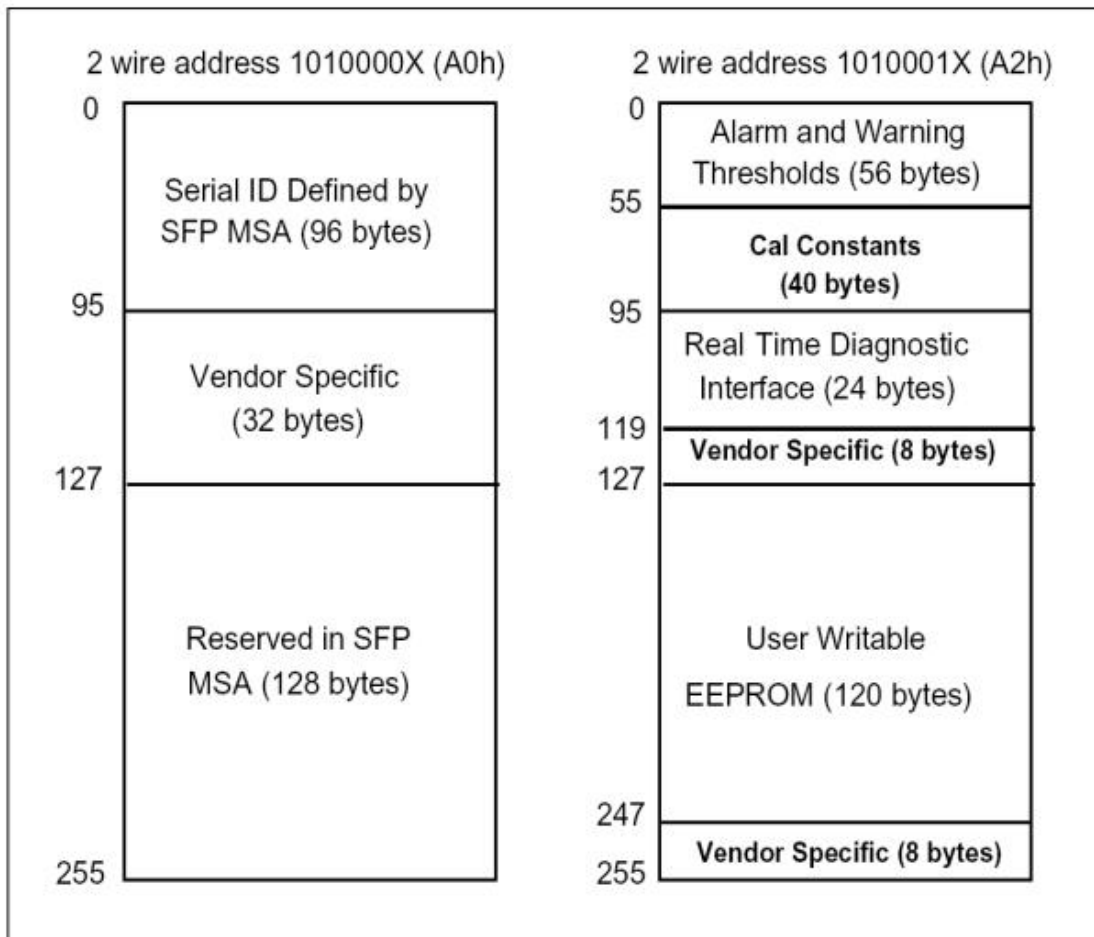 2 wire address 1010000X (A0h)
0
Serial ID Defined by
SFP MSA (96 bytes)
95
Vendor Specific
(32 bytes)
127
Reserved in SFP
MSA (128 bytes)
255
2 wire address 1010001X (A2h)
0
Alarm and Warning
Thresholds (56 bytes)
55
Cal Constants
(40 bytes)
95
Real Time Diagnostic
Interface (24 bytes)
119
Vendor Specific (8 bytes)
127
User Writable
EEPROM (120 bytes)
247
Vendor Specific (8 bytes)
255